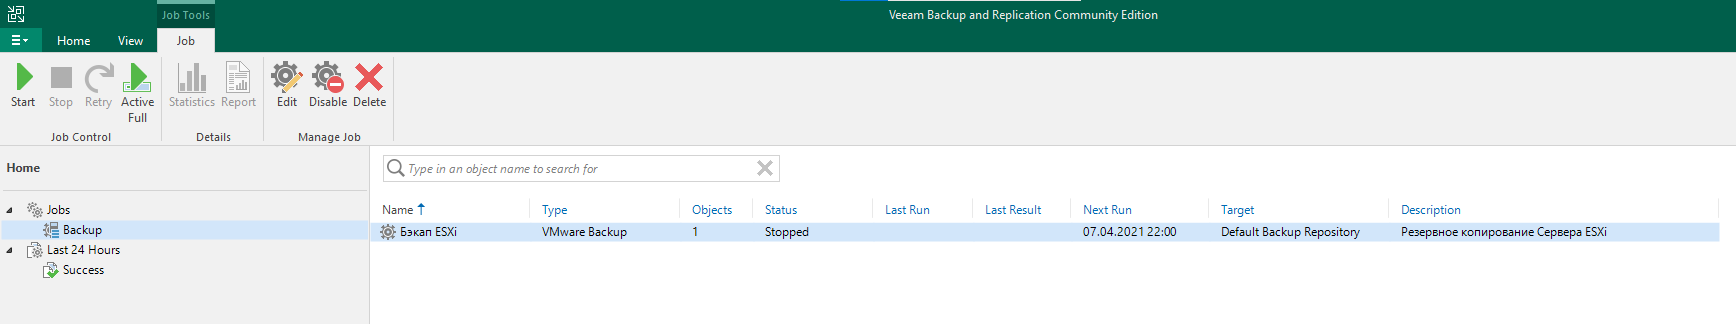 Job Tools
Veeam Backup and Replication Community Edition
Home View Job
Start Stop Retry Active Full Statistics Report Edit Disable Delete
Job Control Details Manage Job
Home
Type in an object name to search for
Jobs
Backup
Last 24 Hours
Success
Name Type Objects Status Last Run Last Result Next Run Target Description
Бэкап ESXi VMware Backup 1 Stopped 07.04.2021 22:00 Default Backup Repository Резервное копирование Сервера ESXi